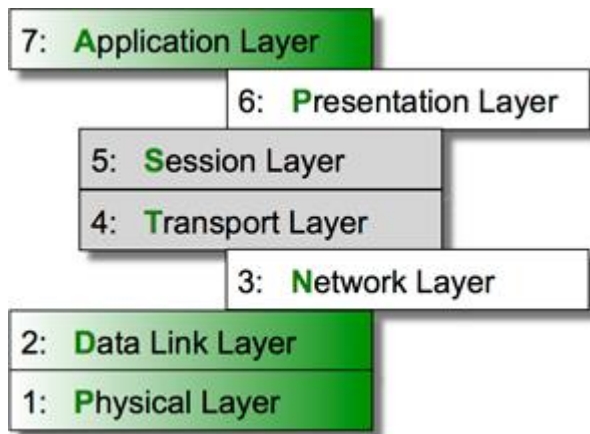 7: Application Layer
6: Presentation Layer
5: Session Layer
4: Transport Layer
3: Network Layer
2: Data Link Layer
1: Physical Layer